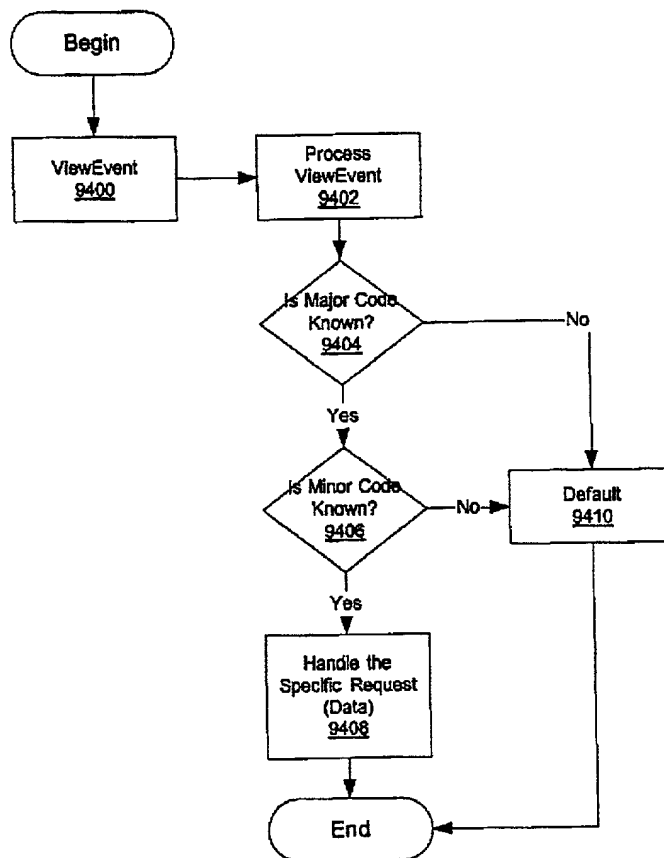 Begin
ViewEvent
9400
Process
ViewEvent
9402
Is Major Code
Known?
9404
No
Yes
Is Minor Code
Known?
9406
No
Default
9410
Yes
Handle the
Specific Request
(Data)
9408
End